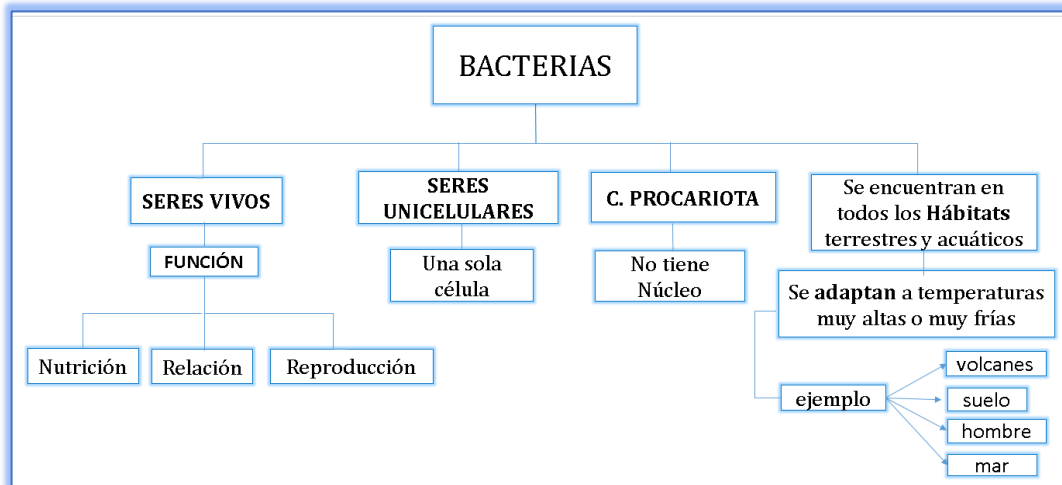 BACTERIAS
SERES VIVOS
FUNCIÓN
Nutrición
Relación
Reproducción
SERES
UNICELULARES
Una sola
célula
C. PROCARIOTA
No tiene
Núcleo
Se encuentran en
todos los Hábitats
terrestres y acuáticos
Se adaptan a temperaturas
muy altas o muy frías
ejemplo
volcanes
suelo
hombre
mar